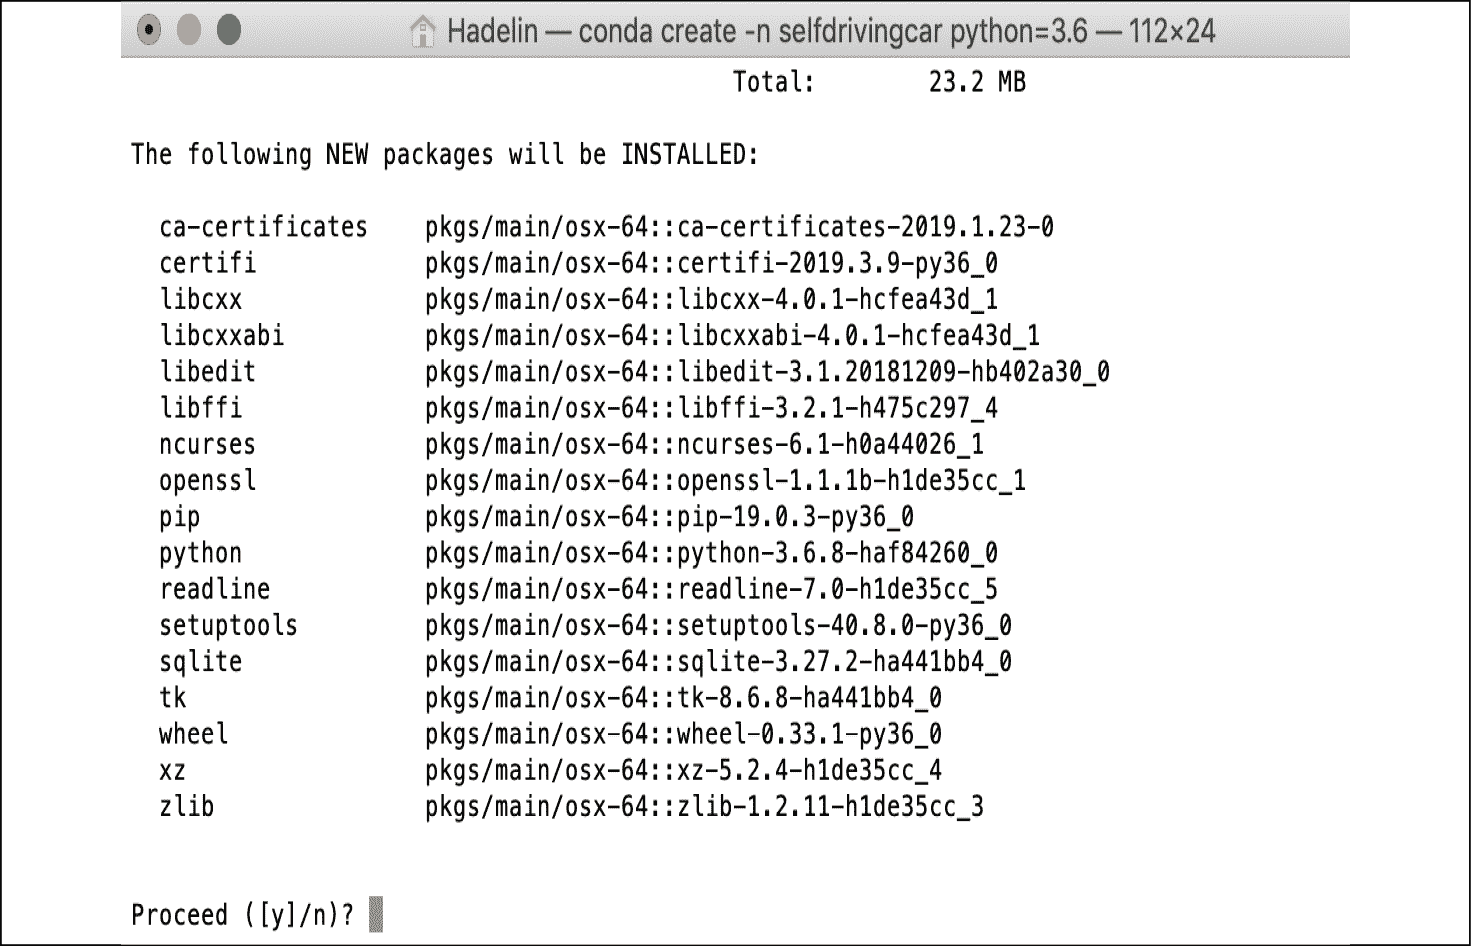 Hadelin — conda create -n selfdrivingcar python=3.6 — 112×24
Total: 23.2 MB
The following NEW packages will be INSTALLED:
ca-certificates pkgs/main/osx-64::ca-certificates-2019.1.23-0
certifi pkgs/main/osx-64::certifi-2019.3.9-py36_0
libcxx pkgs/main/osx-64::libcxx-4.0.1-hcfea43d_1
libcxxabi pkgs/main/osx-64::libcxxabi-4.0.1-hcfea43d_1
libedit pkgs/main/osx-64::libedit-3.1.20181209-hb402a30_0
libffi pkgs/main/osx-64::libffi-3.2.1-h475c297_4
ncurses pkgs/main/osx-64::ncurses-6.1-h0a44026_1
openssl pkgs/main/osx-64::openssl-1.1.1b-h1de35cc_1
pip pkgs/main/osx-64::pip-19.0.3-py36_0
python pkgs/main/osx-64::python-3.6.8-haf84260_0
readline pkgs/main/osx-64::readline-7.0-h1de35cc_5
setuptools pkgs/main/osx-64::setuptools-40.8.0-py36_0
sqlite pkgs/main/osx-64::sqlite-3.27.2-ha441bb4_0
tk pkgs/main/osx-64::tk-8.6.8-ha441bb4_0
wheel pkgs/main/osx-64::wheel-0.33.1-py36_0
xz pkgs/main/osx-64::xz-5.2.4-h1de35cc_4
zlib pkgs/main/osx-64::zlib-1.2.11-h1de35cc_3
Proceed ([y]/n)?